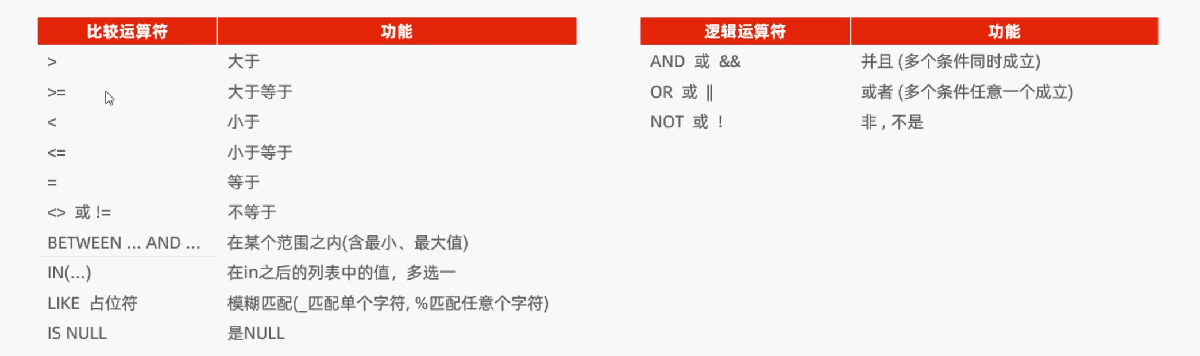 比较运算符 功能
> 大于
>= 大于等于
< 小于
<= 小于等于
= 等于
<> 或 != 不等于
BETWEEN ... AND ... 在某个范围之内(含最小、最大值)
IN(...) 在in之后的列表中的值，多选一
LIKE 占位符 模糊匹配(_匹配单个字符, %匹配任意个字符)
IS NULL 是NULL
逻辑运算符 功能
AND 或 && 并且 (多个条件同时成立)
OR 或 || 或者 (多个条件任意一个成立)
NOT 或 ! 非 , 不是